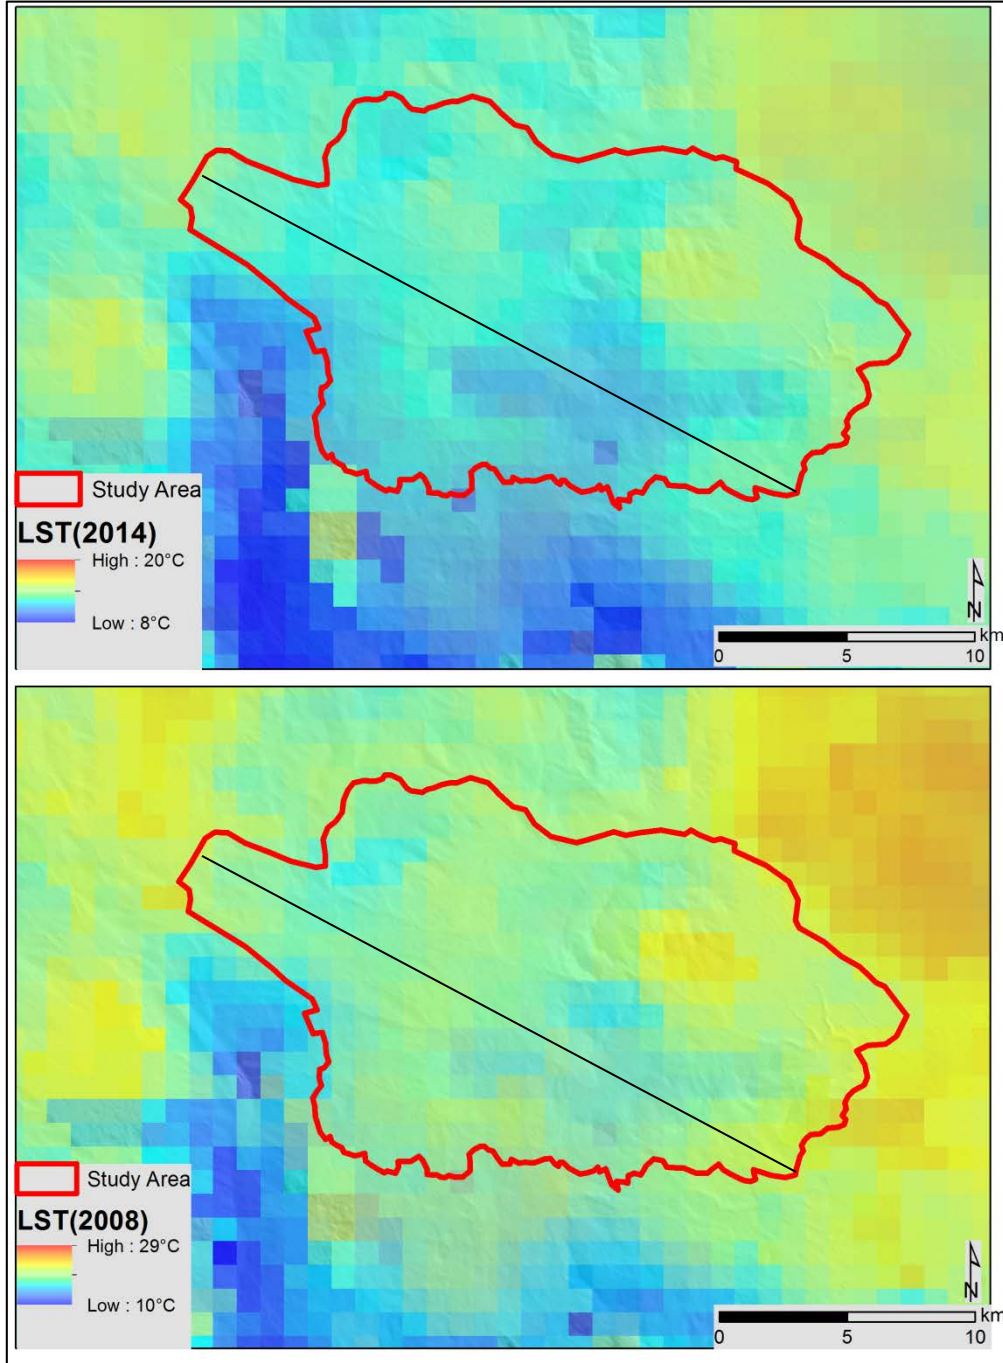 Study Area
LST(2014)
High : 20°C
Low : 8°C
N
km
0 5 10
Study Area
LST(2008)
High : 29°C
Low : 10°C
N
km
0 5 10